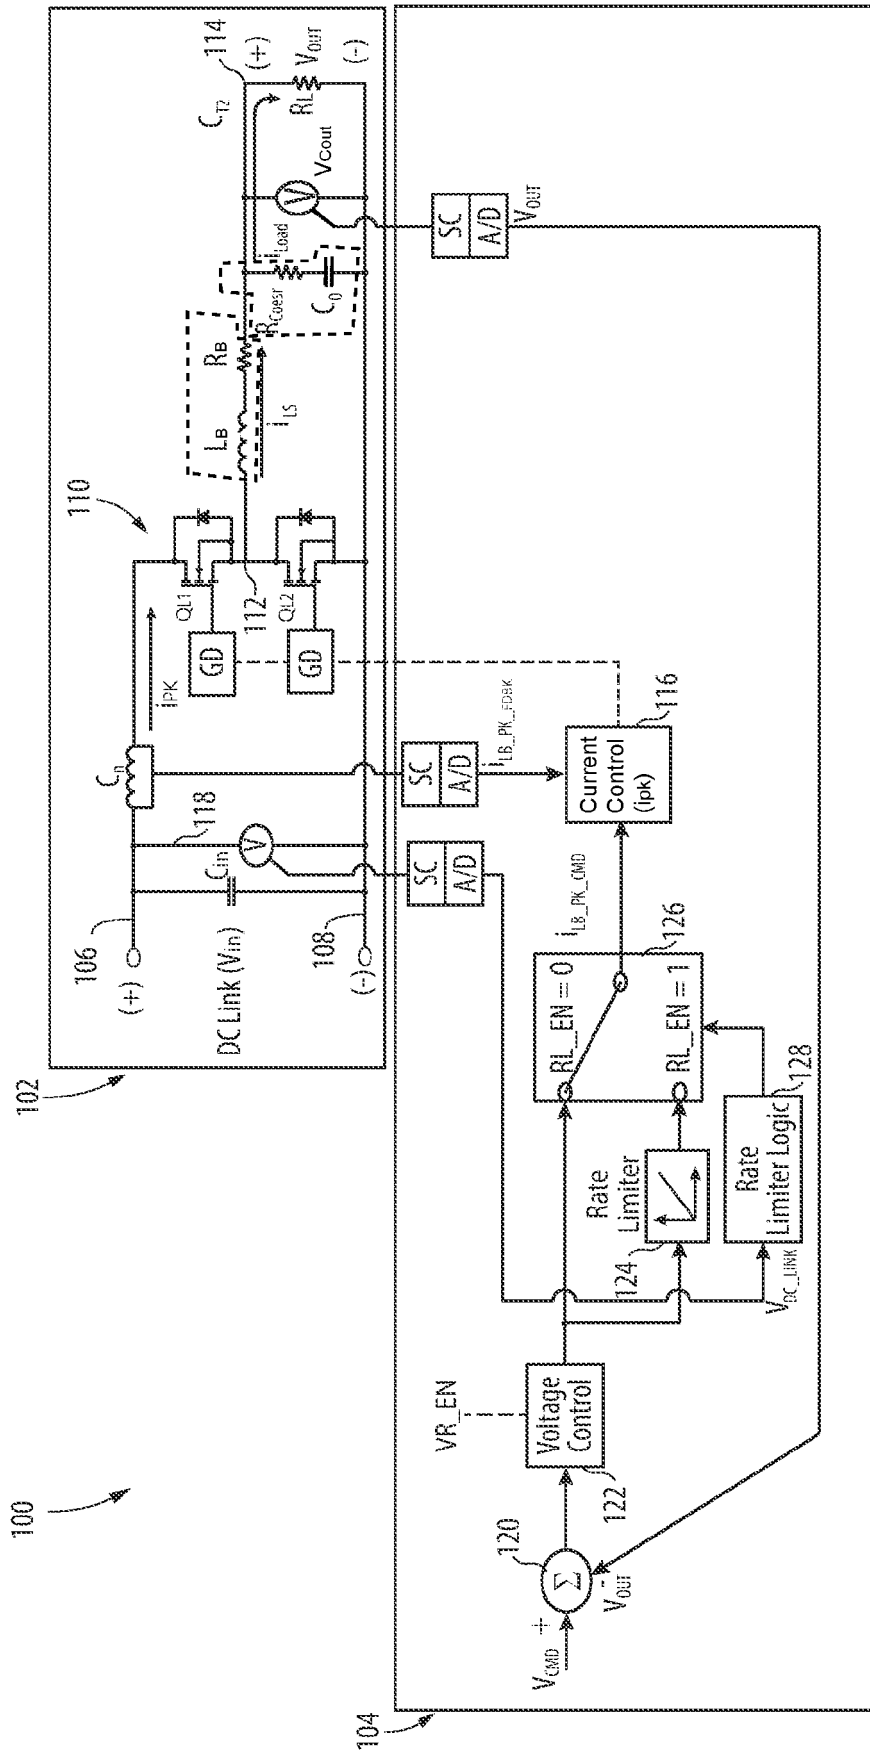 100
102
106
(+)
DC Link (Vin)
108
(-)
Cin
118
Cn
iPK
110
QL1
GD
112
QL2
GD
LB
RB
iLS
RCoesr
C0
iLoad
VCout
CT2
114
(+)
RL
VOUT
(-)
104
VCMD
+
120
Σ
-
VOUT
VR_EN
Voltage
Control
122
Rate
Limiter
124
VDC_LINK
Rate
Limiter Logic
128
RL_EN = 0
RL_EN = 1
126
iLB_PK_CMD
SC
A/D
SC
A/D
iLB_PK_FDBK
Current
Control
(ipk)
116
SC
A/D
VOUT
V
V